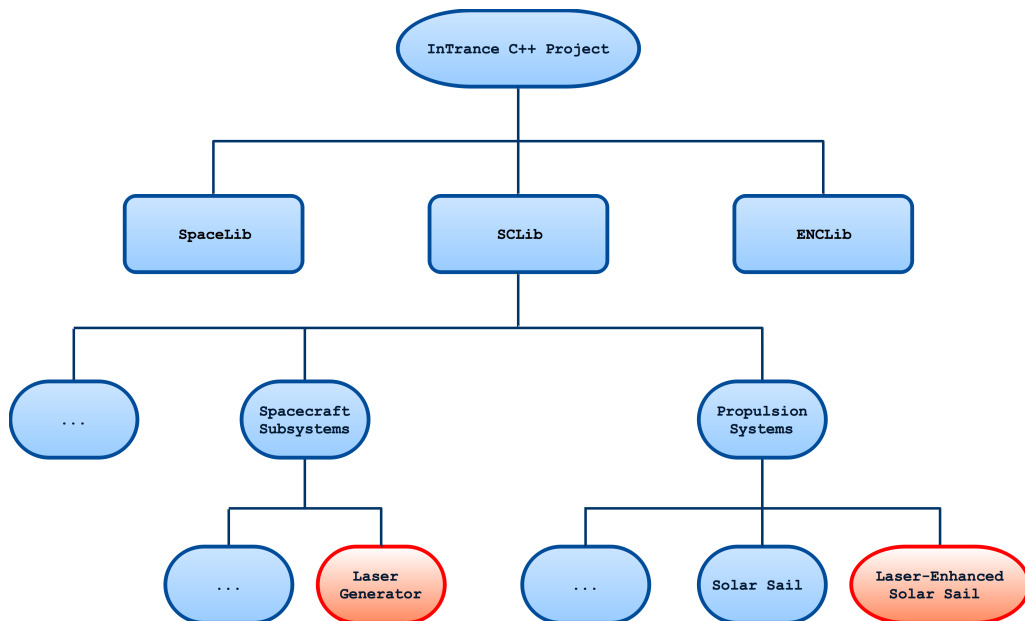 InTrance C++ Project
SpaceLib
SCLib
ENCLib
...
Spacecraft
Subsystems
Propulsion
Systems
...
Laser
Generator
...
Solar Sail
Laser-Enhanced
Solar Sail